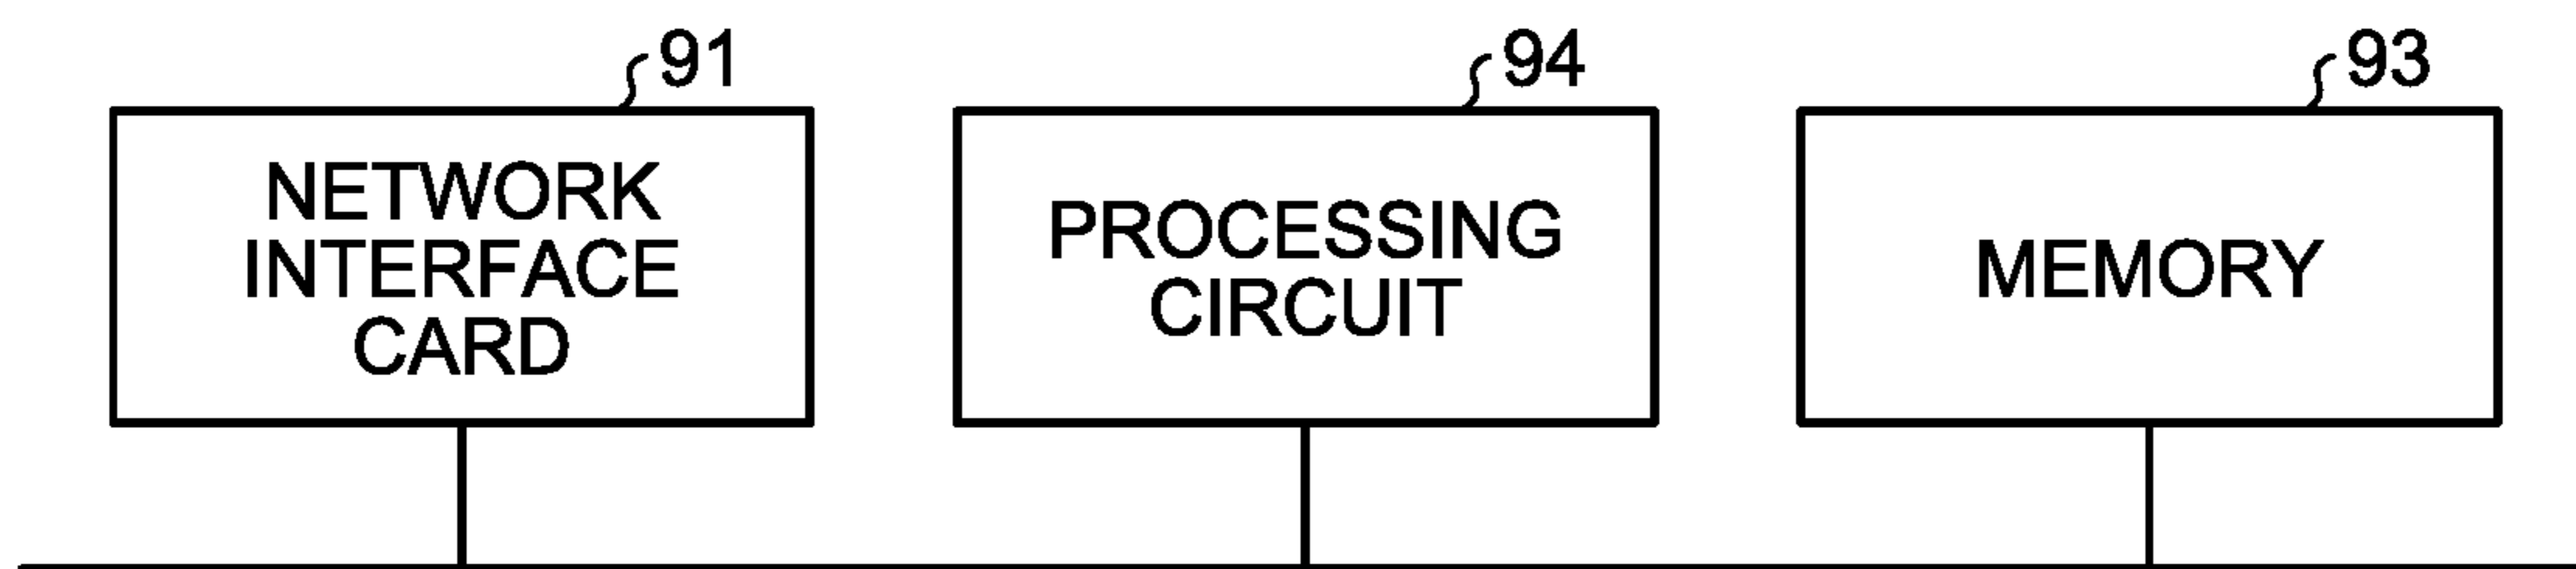 91
94
93
NETWORK
INTERFACE
CARD
PROCESSING
CIRCUIT
MEMORY